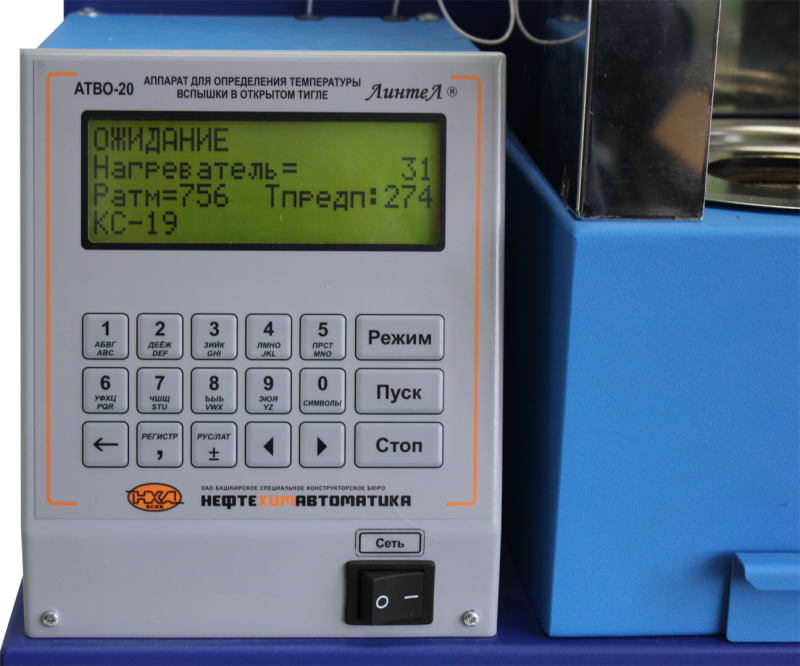 АТВО-20
АППАРАТ ДЛЯ ОПРЕДЕЛЕНИЯ ТЕМПЕРАТУРЫ
ВСПЫШКИ В ОТКРЫТОМ ТИГЛЕ
ЛинтеЛ ®
ОЖИДАНИЕ
Нагреватель= 31
Ратм=756 Тпредп:274
КС-19
1 2 3 4 5
АБВГ ДЕЁЖ ЗИЙК ЛМНО ПРСТ
ABC DEF GHI JKL MNO
Режим
6 7 8 9 0
УФХЦ ЧШЩ ЪЫЬ ЭЮЯ СИМВОЛЫ
PQR STU VWX YZ
Пуск
← РЕГИСТР РУС/ЛАТ ◀ ▶
, ±
Стоп
НХА
БСКБ
ОАО БАШКИРСКОЕ СПЕЦИАЛЬНОЕ КОНСТРУКТОРСКОЕ БЮРО
НЕФТЕХИМАВТОМАТИКА
Сеть
O –